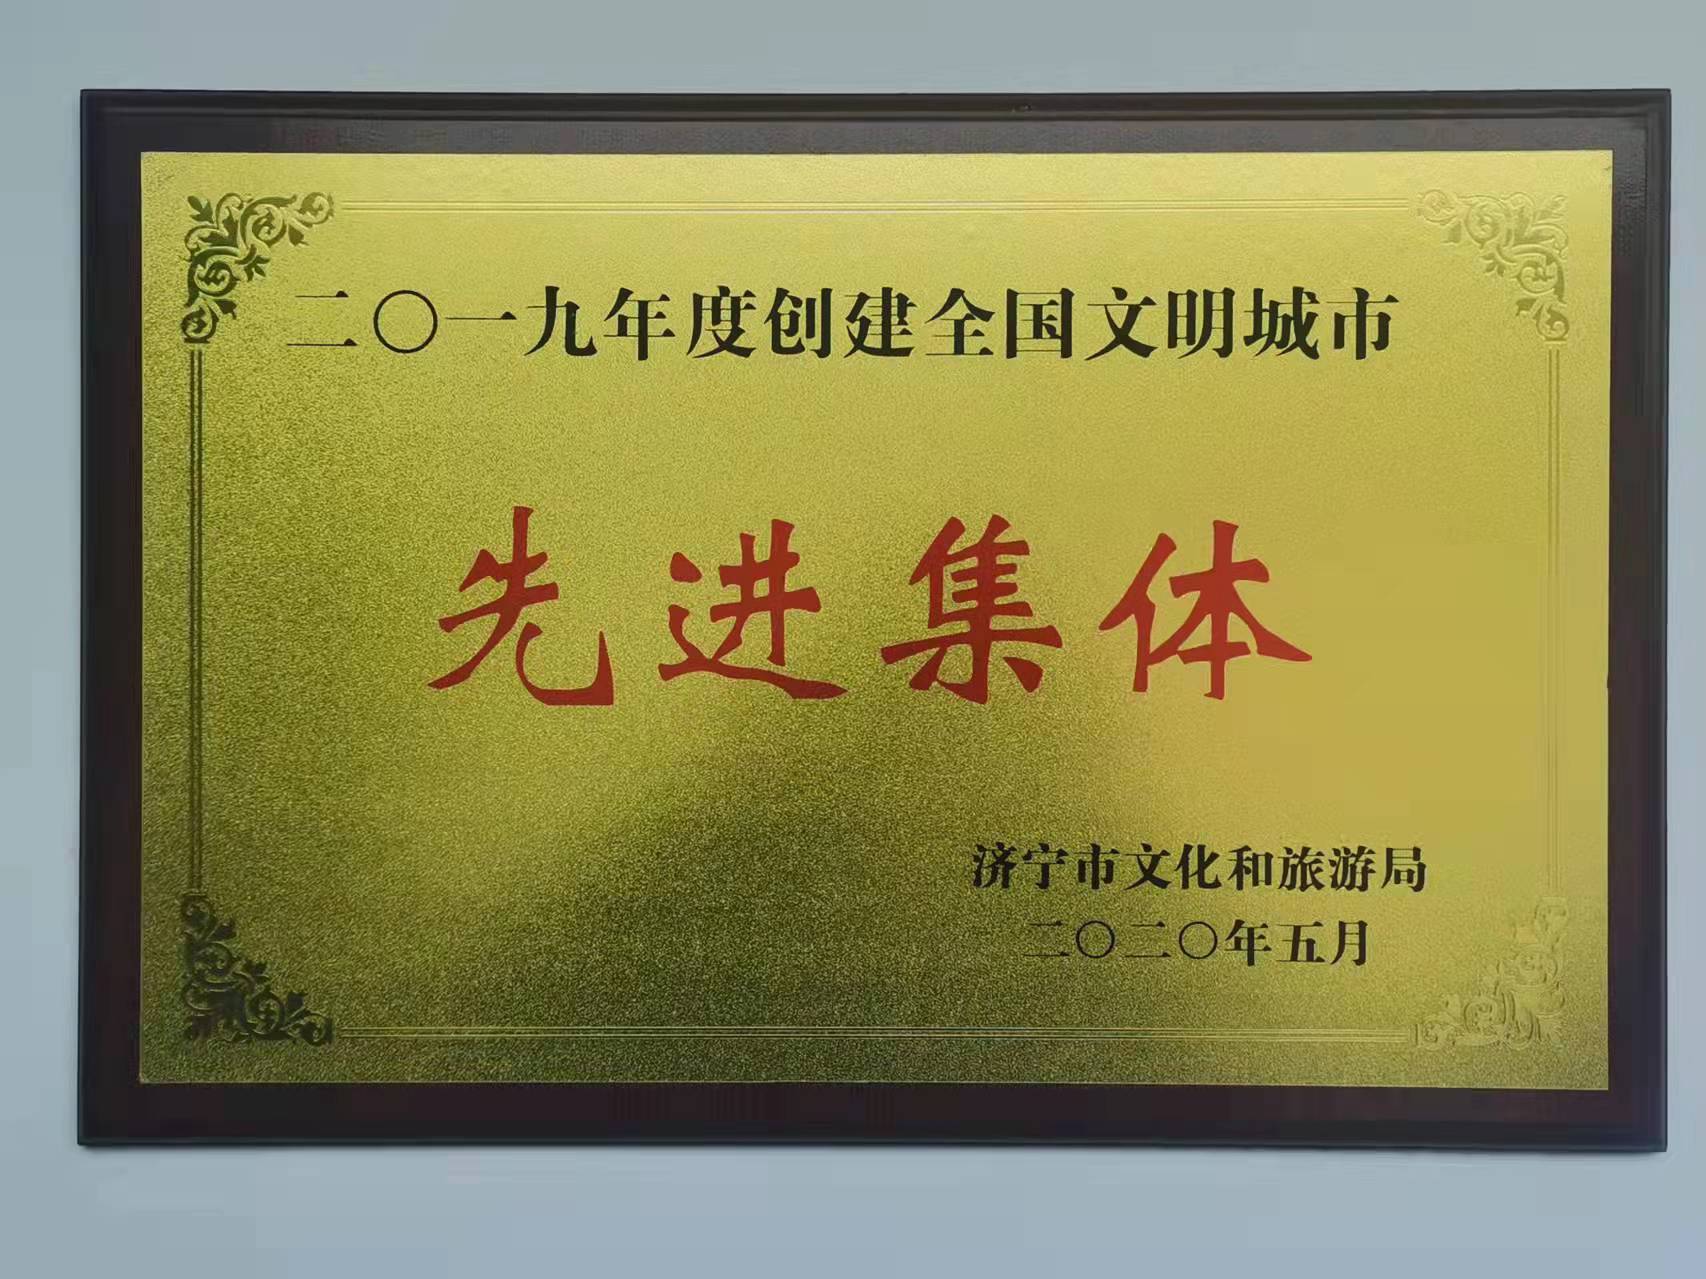 二〇一九年度创建全国文明城市
先进集体
济宁市文化和旅游局
二〇二〇年五月